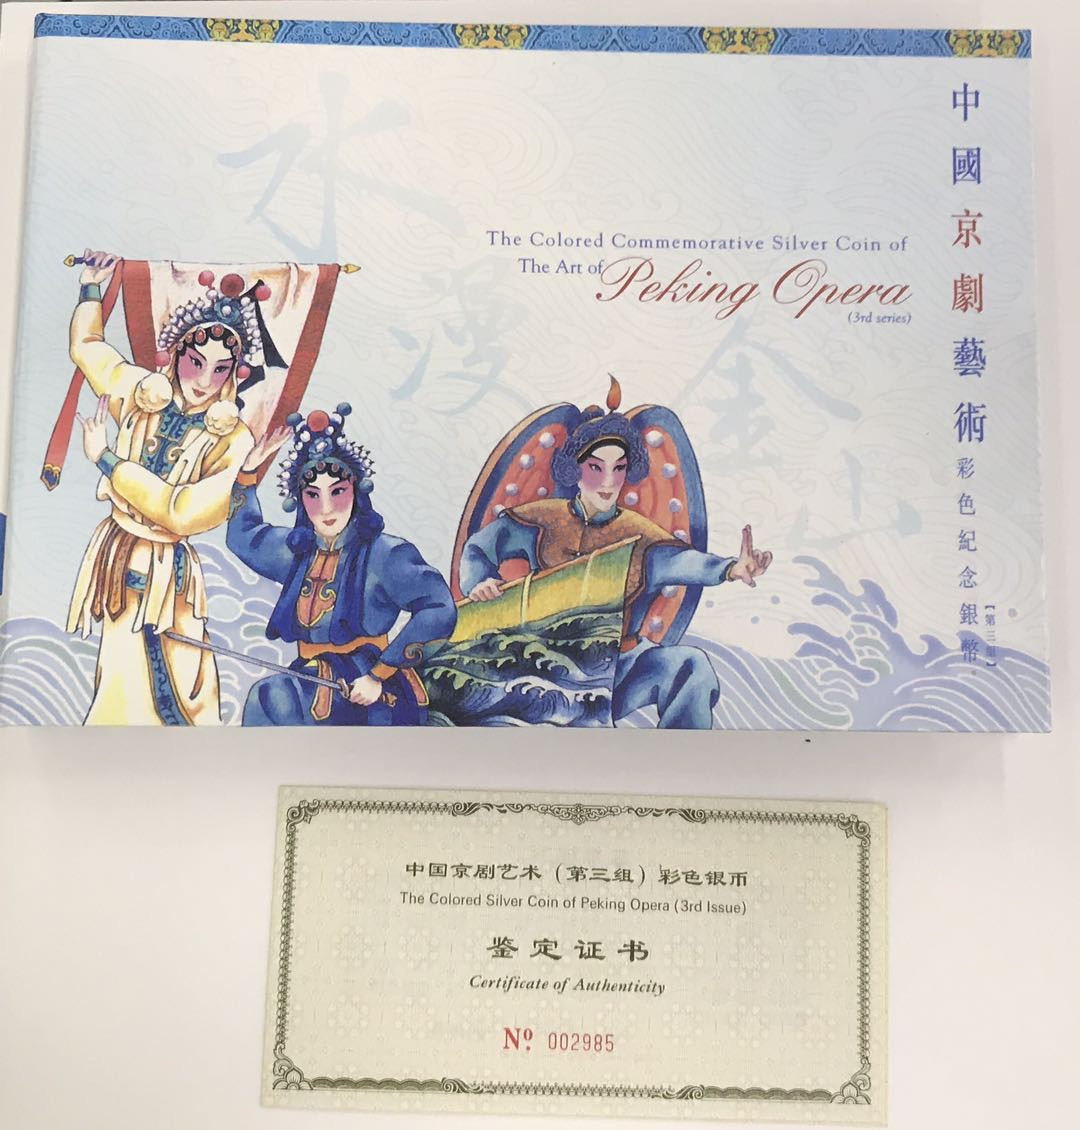 The Colored Commemorative Silver Coin of
The Art of Peking Opera
(3rd series)
中國京劇藝術彩色紀念銀幣。
【第三組】
水漫金山
中国京剧艺术（第三组）彩色银币
The Colored Silver Coin of Peking Opera (3rd Issue)
鉴定证书
Certificate of Authenticity
Nº. 002985